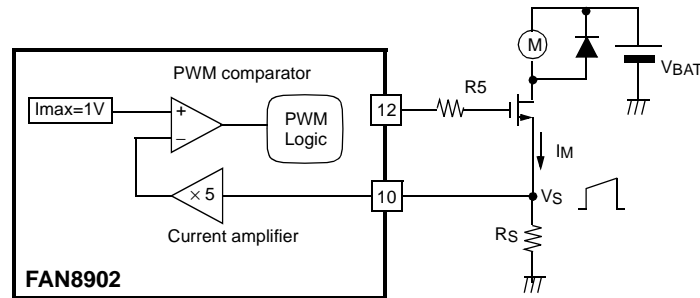 PWM comparator
Imax=1V
+
−
PWM
Logic
12
R5
M
VBAT
IM
× 5
10
VS
Current amplifier
RS
FAN8902